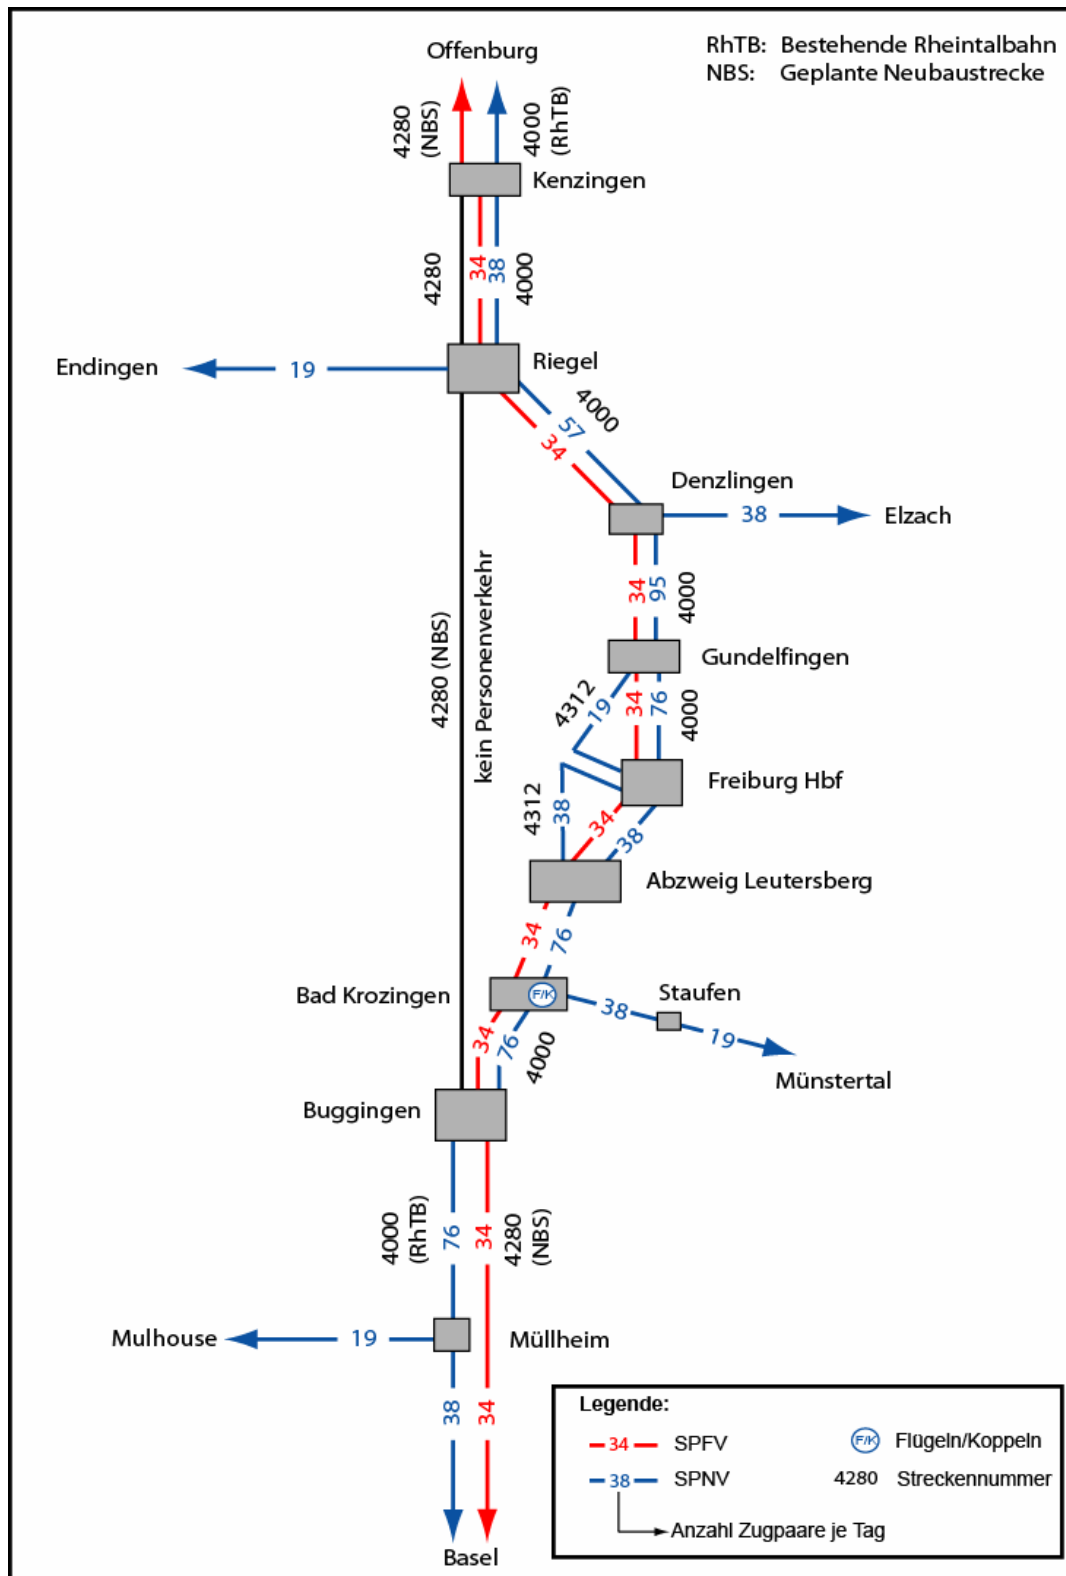 Offenburg
RhTB: Bestehende Rheintalbahn
NBS: Geplante Neubaustrecke
4280
(NBS)
4000
(RhTB)
Kenzingen
4280
34
38
4000
Endingen
19
Riegel
4000
57
34
Denzlingen
38
Elzach
34
95
4000
Gundelfingen
4280 (NBS)
kein Personenverkehr
4312
19
34
76
4000
Freiburg Hbf
4312
38
34
38
Abzweig Leutersberg
34
76
Bad Krozingen
F/K
38
Staufen
19
Münstertal
34
76
4000
Buggingen
4000
(RhTB)
76
34
4280
(NBS)
Mulhouse
19
Müllheim
38
34
Basel
Legende:
34 SPFV
F/K Flügeln/Koppeln
38 SPNV
4280 Streckennummer
Anzahl Zugpaare je Tag